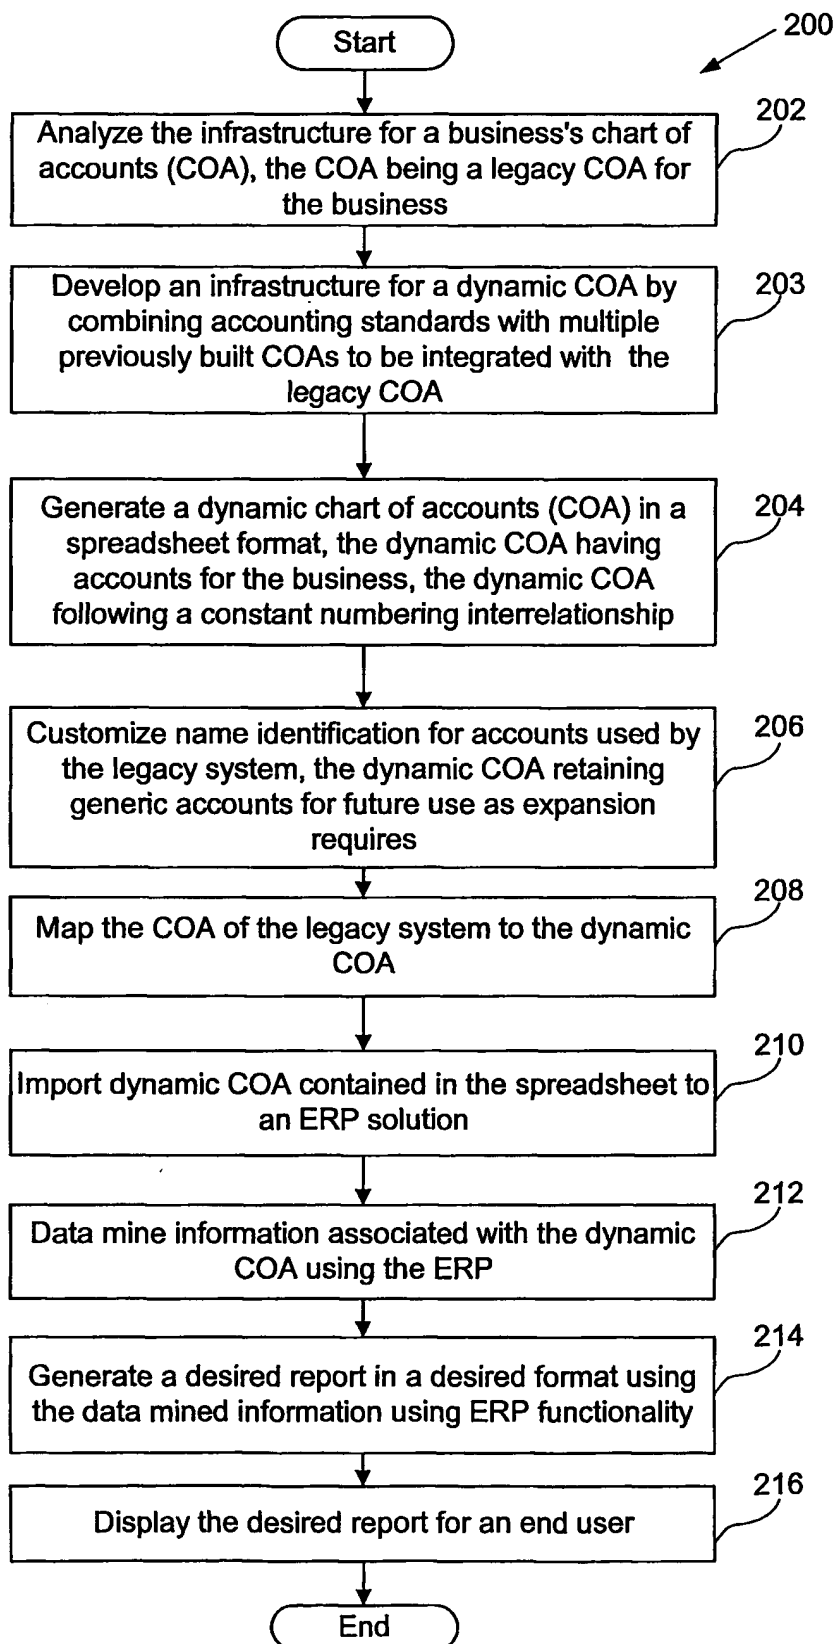 Start
200
Analyze the infrastructure for a business's chart of
accounts (COA), the COA being a legacy COA for
the business
202
Develop an infrastructure for a dynamic COA by
combining accounting standards with multiple
previously built COAs to be integrated with the
legacy COA
203
Generate a dynamic chart of accounts (COA) in a
spreadsheet format, the dynamic COA having
accounts for the business, the dynamic COA
following a constant numbering interrelationship
204
Customize name identification for accounts used by
the legacy system, the dynamic COA retaining
generic accounts for future use as expansion
requires
206
Map the COA of the legacy system to the dynamic
COA
208
Import dynamic COA contained in the spreadsheet to
an ERP solution
210
Data mine information associated with the dynamic
COA using the ERP
212
Generate a desired report in a desired format using
the data mined information using ERP functionality
214
Display the desired report for an end user
216
End